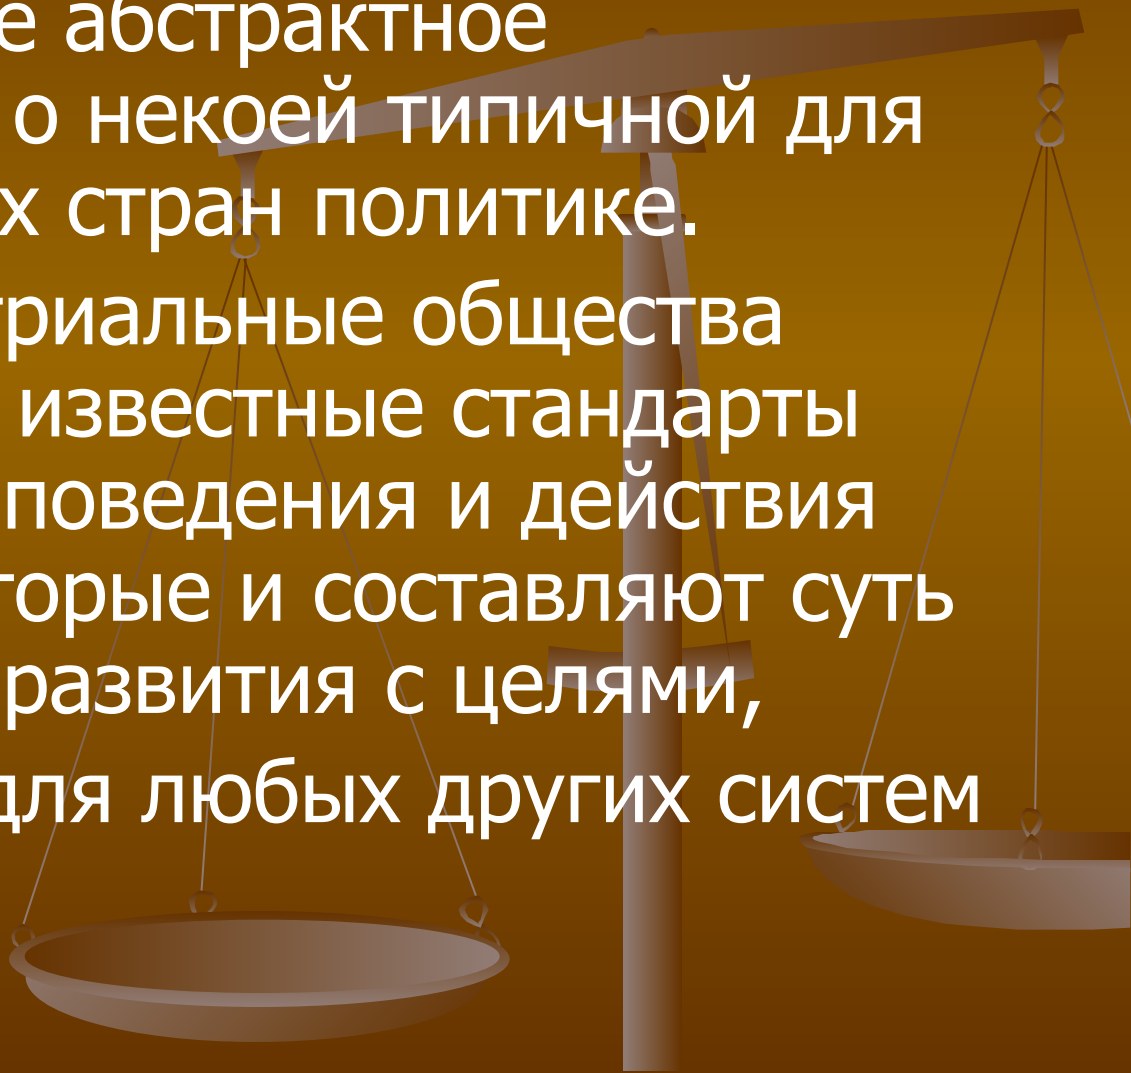 е абстрактное
о некоей типичной для
х стран политике.
триальные общества
известные стандарты
поведения и действия
торые и составляют суть
развития с целями,
для любых других систем